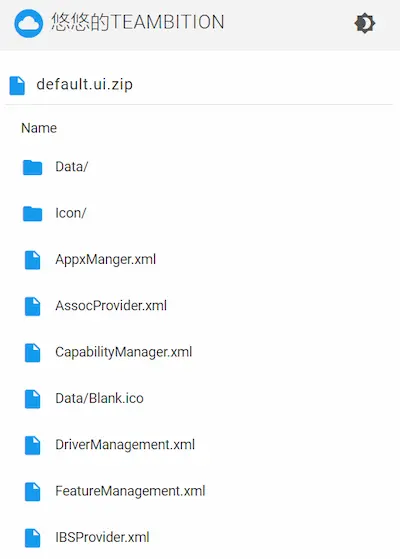 悠悠的TEAMBITION
default.ui.zip
Name
Data/
Icon/
AppxManger.xml
AssocProvider.xml
CapabilityManager.xml
Data/Blank.ico
DriverManagement.xml
FeatureManagement.xml
IBSProvider.xml